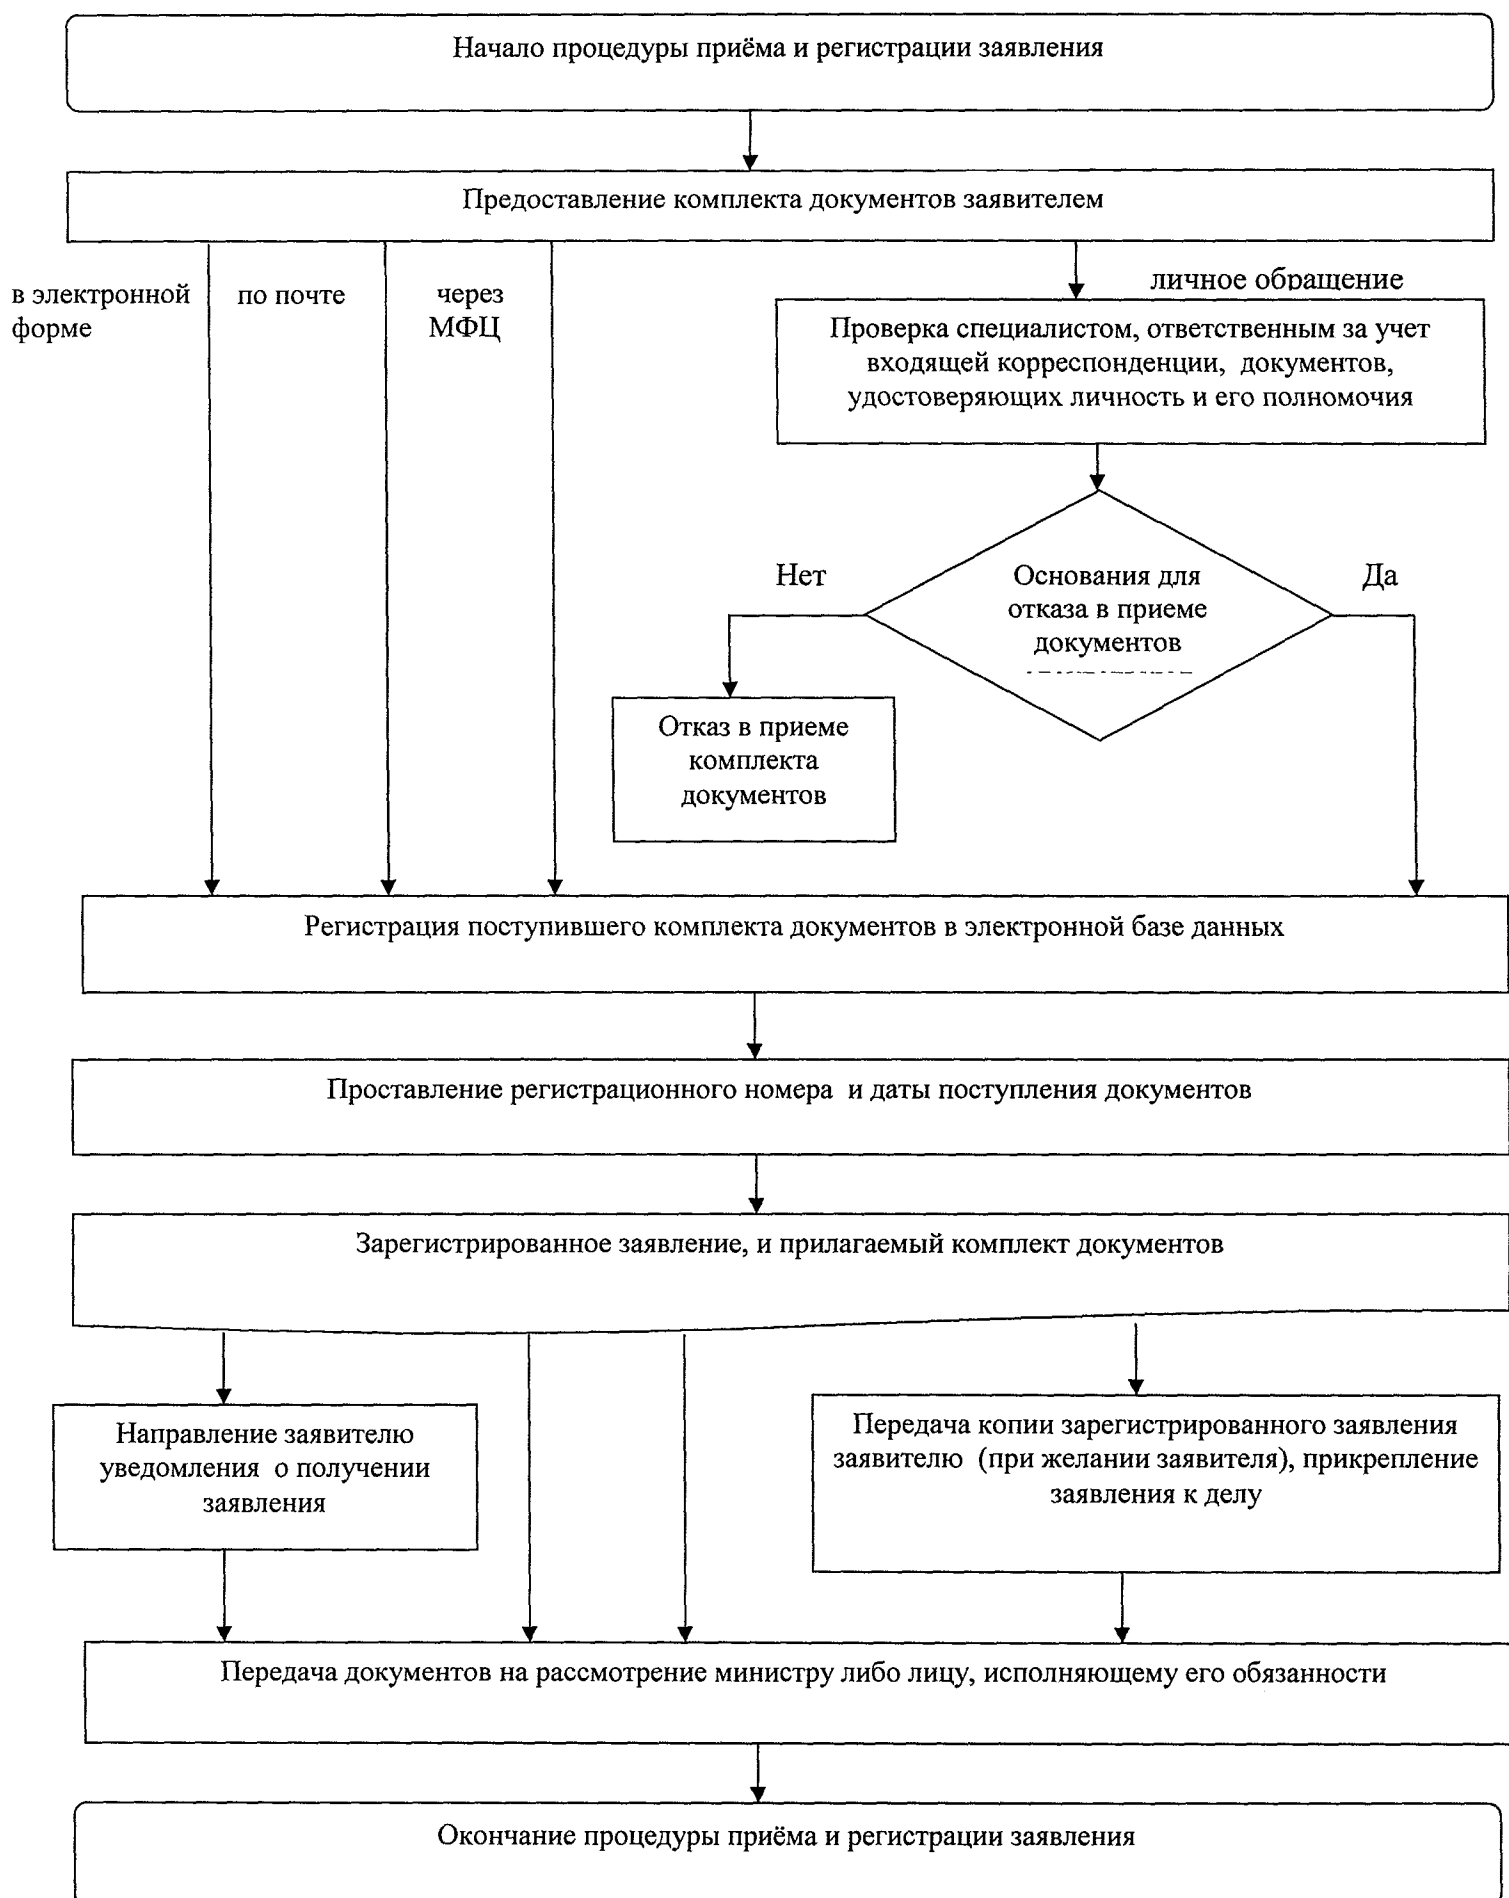 Начало процедуры приёма и регистрации заявления
Предоставление комплекта документов заявителем
в электронной
форме
по почте
через
МФЦ
личное обращение
Проверка специалистом, ответственным за учет
входящей корреспонденции, документов,
удостоверяющих личность и его полномочия
Нет
Основания для
отказа в приеме
документов
Да
Отказ в приеме
комплекта
документов
Регистрация поступившего комплекта документов в электронной базе данных
Проставление регистрационного номера и даты поступления документов
Зарегистрированное заявление, и прилагаемый комплект документов
Направление заявителю
уведомления о получении
заявления
Передача копии зарегистрированного заявления
заявителю (при желании заявителя), прикрепление
заявления к делу
Передача документов на рассмотрение министру либо лицу, исполняющему его обязанности
Окончание процедуры приёма и регистрации заявления